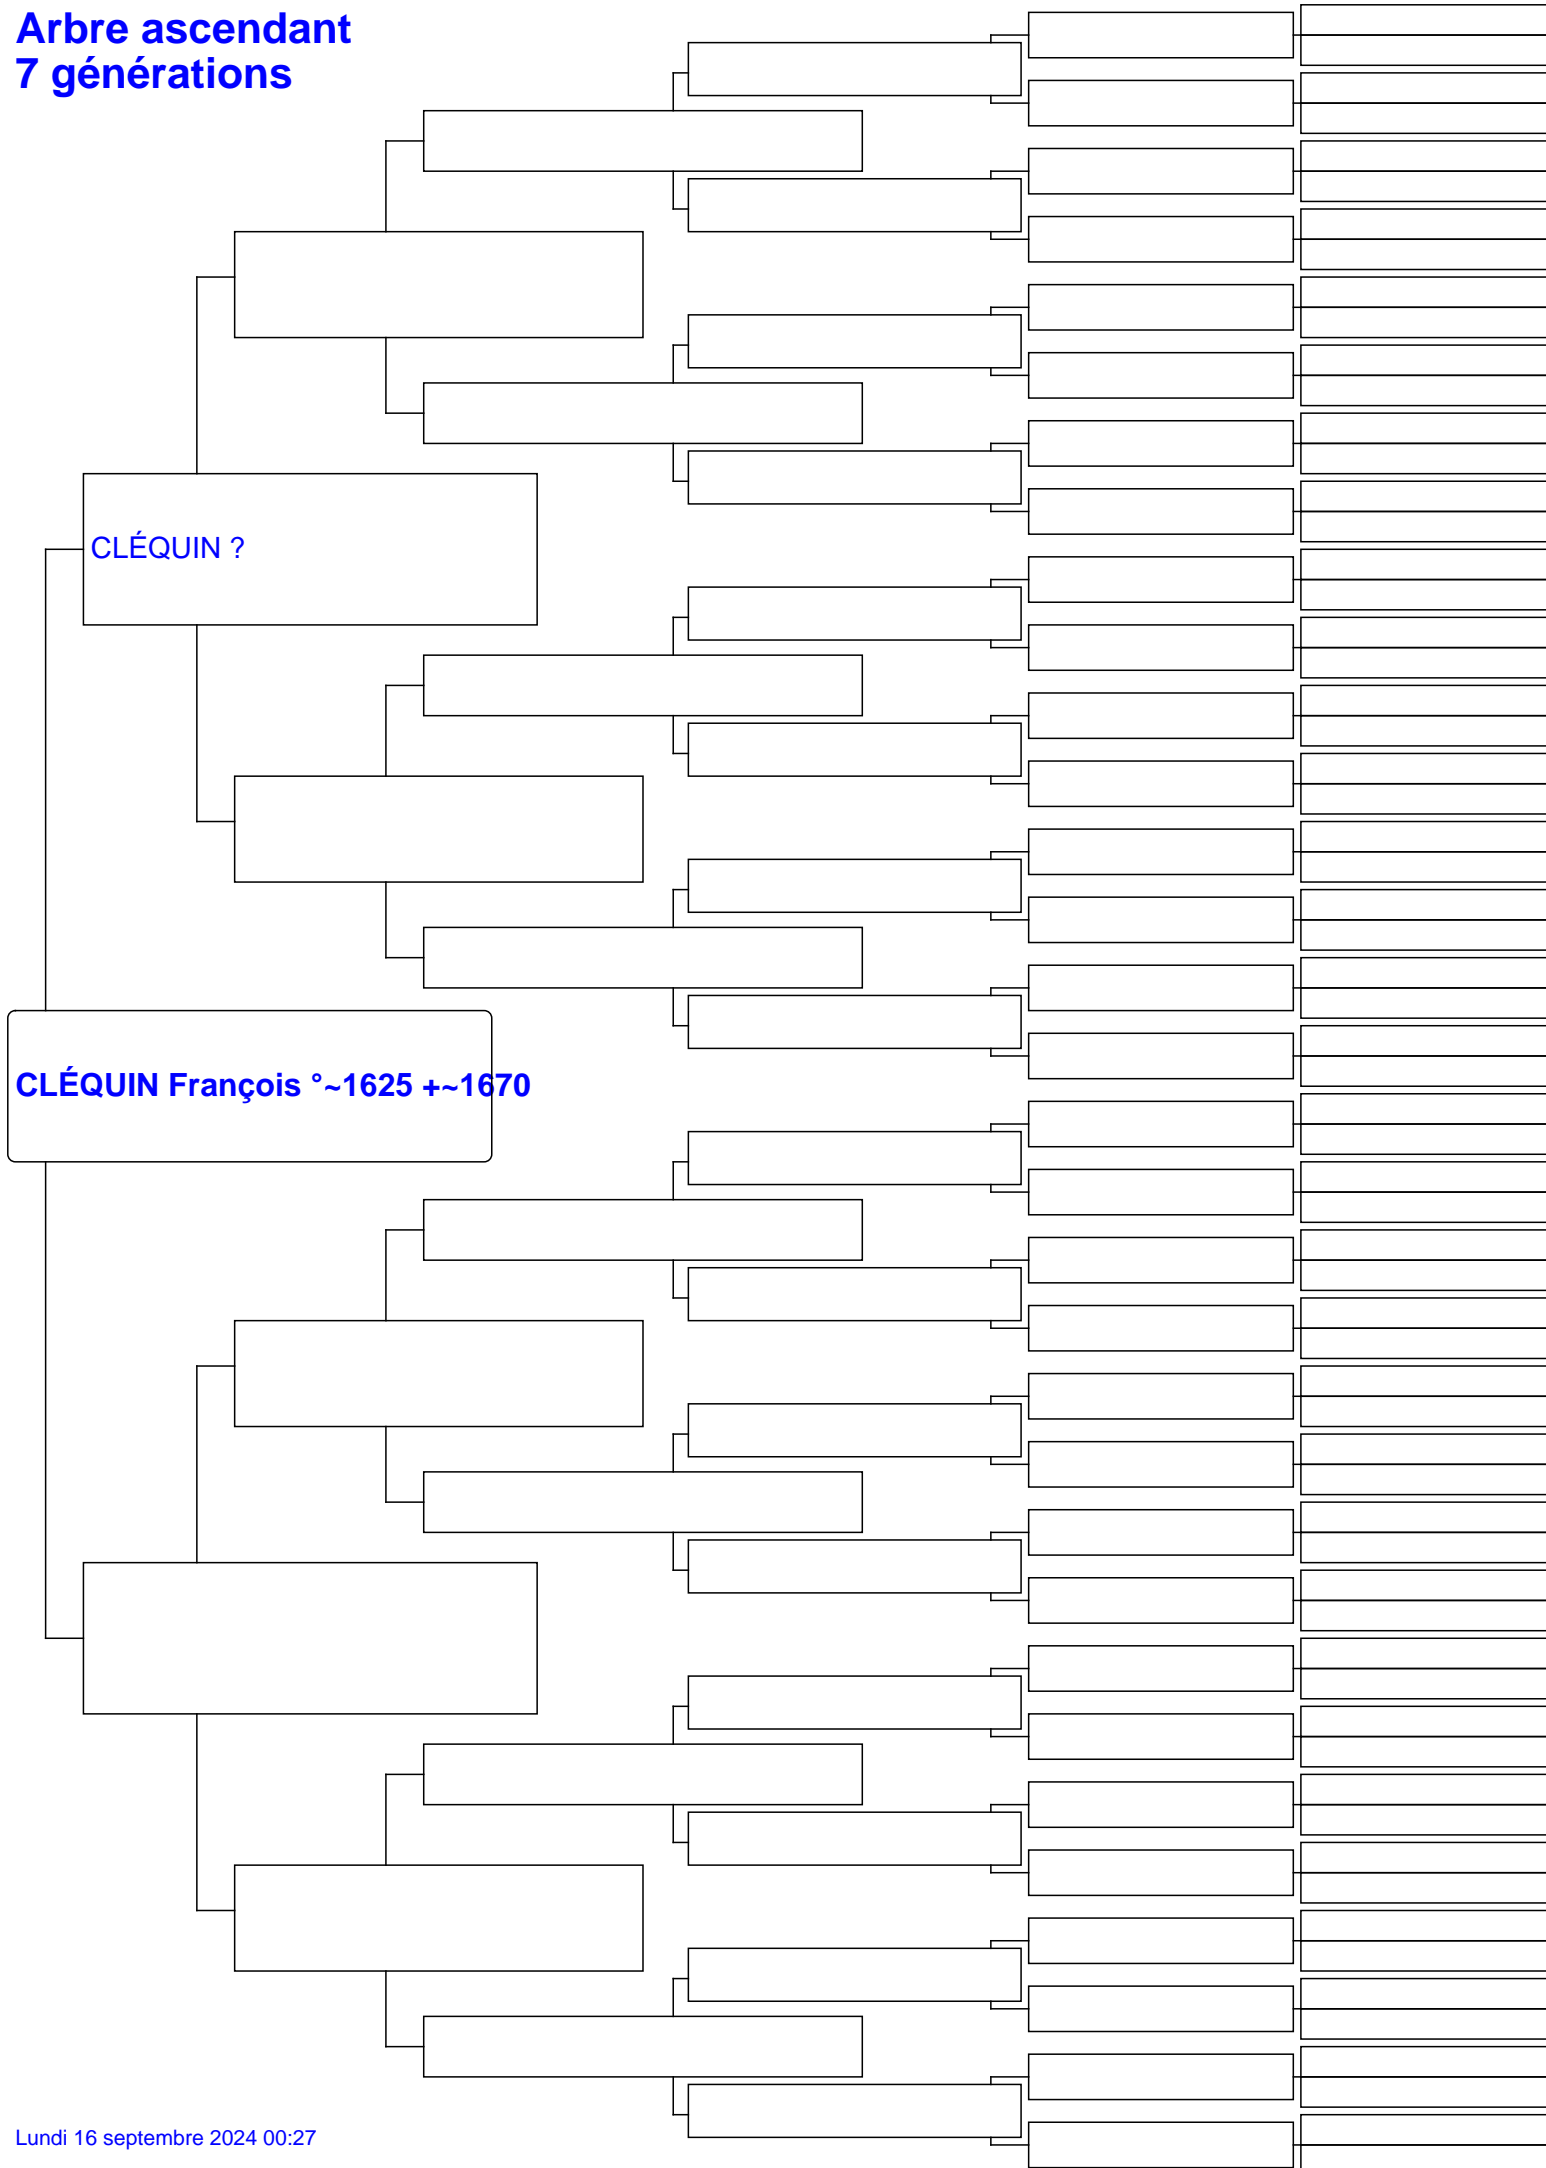 Arbre ascendant
7 générations
CLÉQUIN ?
CLÉQUIN François °~1625 +~1670
Lundi 16 septembre 2024 00:27